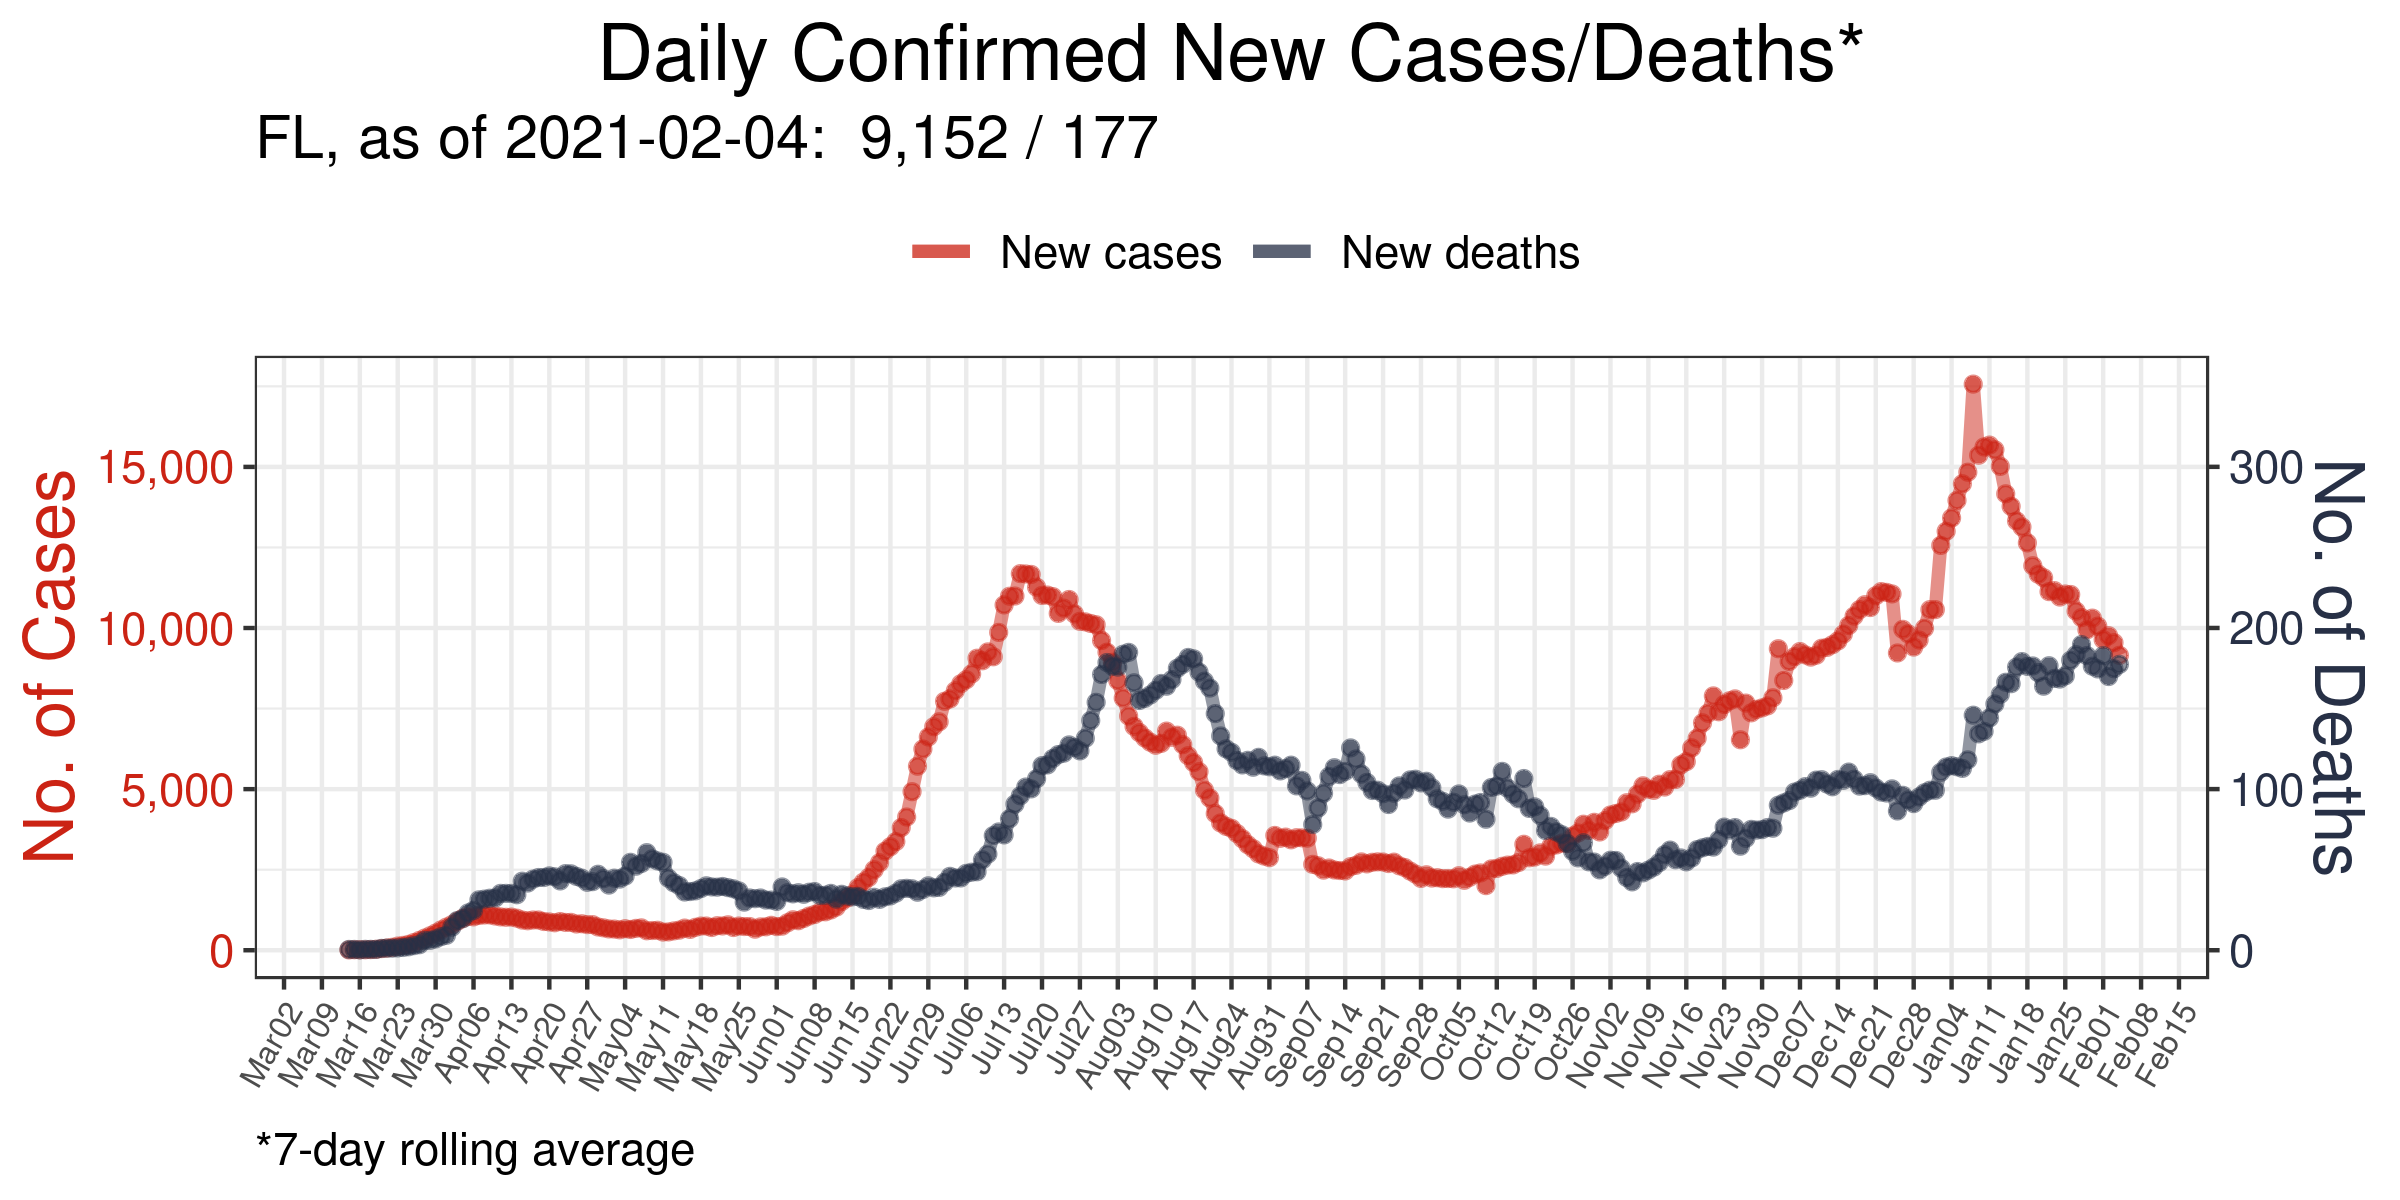 Daily Confirmed New Cases/Deaths*
FL, as of 2021-02-04:  9,152 / 177
New cases
New deaths
No. of Cases
15,000
10,000
5,000
0
300
200
100
0
No. of Deaths
Mar02
Mar09
Mar16
Mar23
Mar30
Apr06
Apr13
Apr20
Apr27
May04
May11
May18
May25
Jun01
Jun08
Jun15
Jun22
Jun29
Jul06
Jul13
Jul20
Jul27
Aug03
Aug10
Aug17
Aug24
Aug31
Sep07
Sep14
Sep21
Sep28
Oct05
Oct12
Oct19
Oct26
Nov02
Nov09
Nov16
Nov23
Nov30
Dec07
Dec14
Dec21
Dec28
Jan04
Jan11
Jan18
Jan25
Feb01
Feb08
Feb15
*7-day rolling average